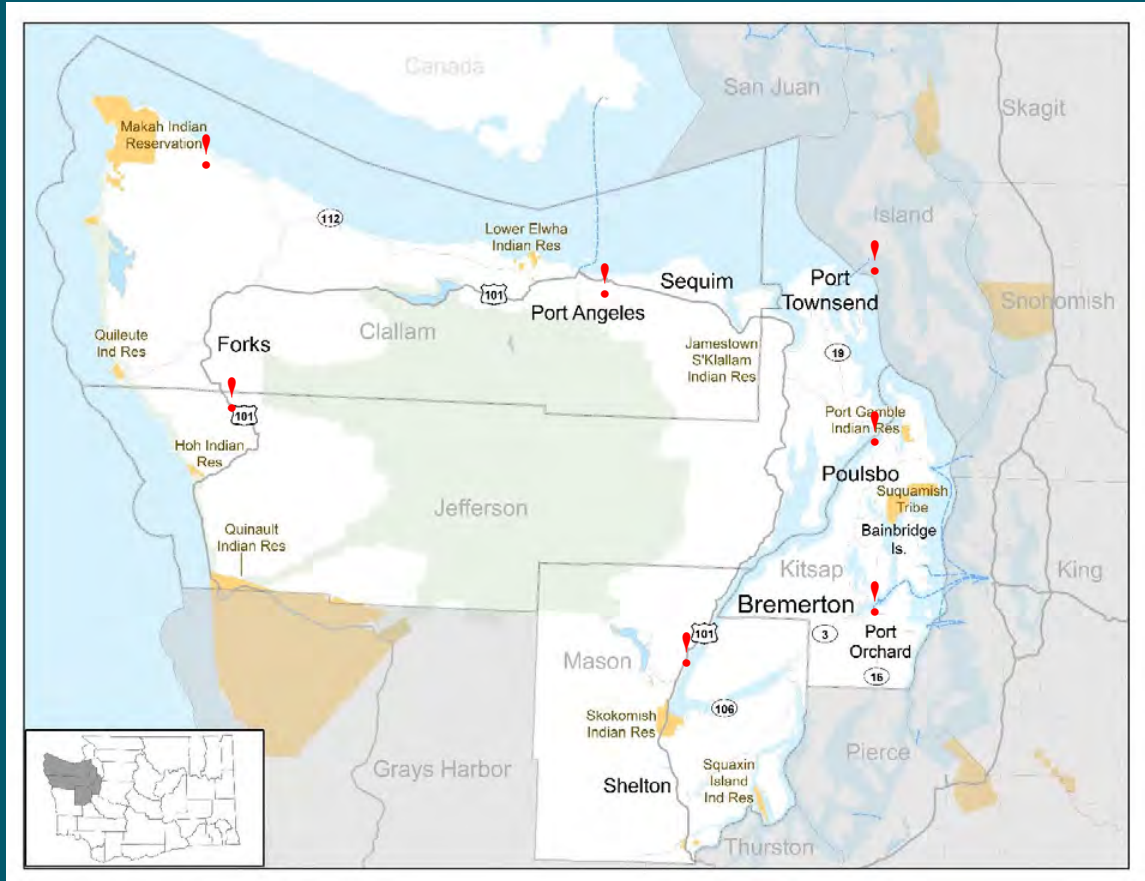 Canada
San Juan
Skagit
Makah Indian
Reservation
Island
112
Lower Elwha
Indian Res
Sequim
Port
Townsend
Snohomish
101
Port Angeles
Clallam
Quileute
Ind Res
Forks
Jamestown
S'Klallam
Indian Res
19
101
Port Gamble
Indian Res
Hoh Indian
Res
Poulsbo
Suquamish
Tribe
Jefferson
Quinault
Indian Res
Bainbridge
Is.
Kitsap
King
Bremerton
101
3
Port
Orchard
Mason
16
Skokomish
Indian Res
106
Pierce
Grays Harbor
Shelton
Squaxin
Island
Ind Res
Thurston